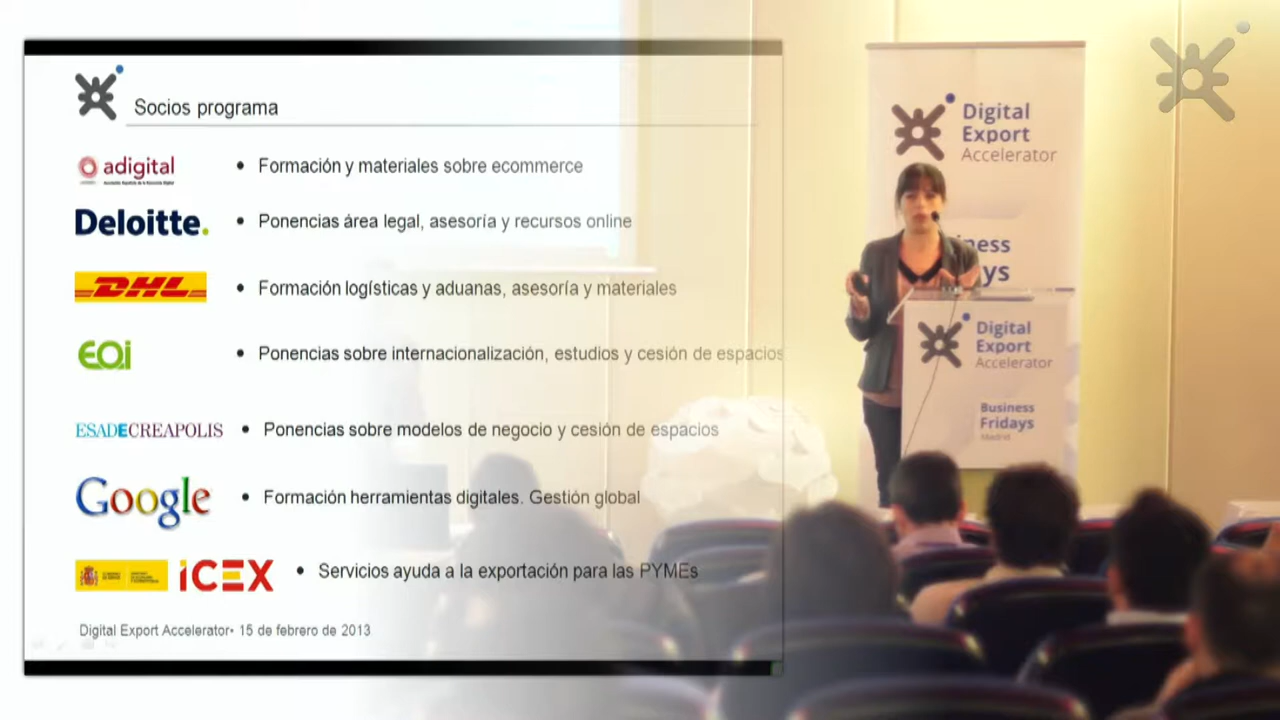 Socios programa
adigital
• Formación y materiales sobre ecommerce
Deloitte.
• Ponencias área legal, asesoría y recursos online
DHL
• Formación logísticas y aduanas, asesoría y materiales
EOi
• Ponencias sobre internacionalización, estudios y cesión de espacios
ESADECREAPOLIS
• Ponencias sobre modelos de negocio y cesión de espacios
Google
• Formación herramientas digitales. Gestión global
iCEX
• Servicios ayuda a la exportación para las PYMEs
Digital Export Accelerator• 15 de febrero de 2013
Digital
Export
Accelerator
ness
ys
Digital
Export
Accelerator
Business
Fridays
Madrid